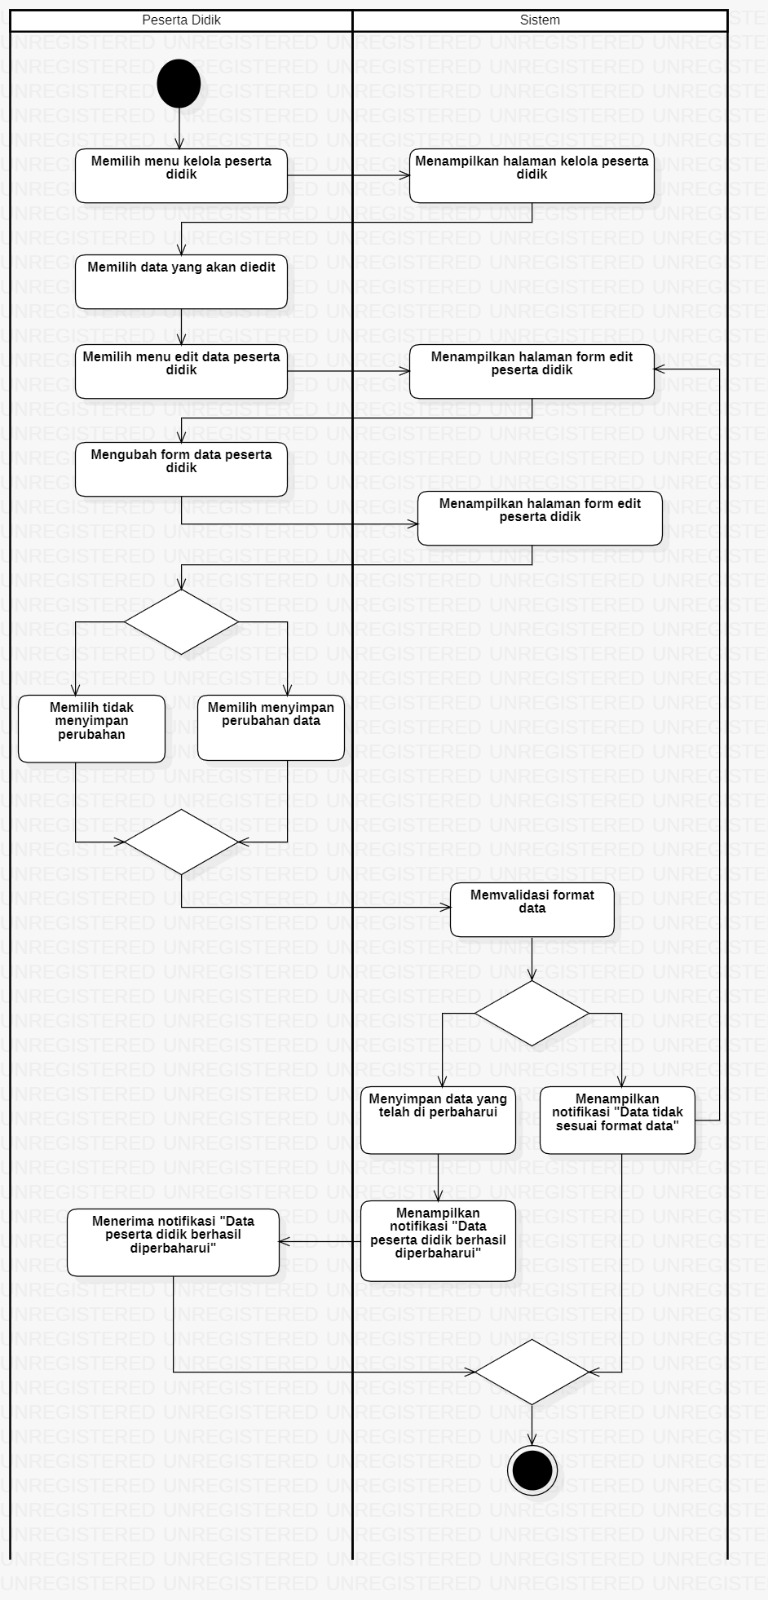 Peserta Didik
Sistem
Memilih menu kelola peserta
didik
Menampilkan halaman kelola peserta
didik
Memilih data yang akan diedit
Memilih menu edit data peserta
didik
Menampilkan halaman form edit
peserta didik
Mengubah form data peserta
didik
Menampilkan halaman form edit
peserta didik
Memilih tidak
menyimpan
perubahan
Memilih menyimpan
perubahan data
Memvalidasi format
data
Menyimpan data yang
telah di perbaharui
Menampilkan
notifikasi "Data tidak
sesuai format data"
Menampilkan
notifikasi "Data
peserta didik berhasil
diperbaharui"
Menerima notifikasi "Data
peserta didik berhasil
diperbaharui"
UNREGISTERED